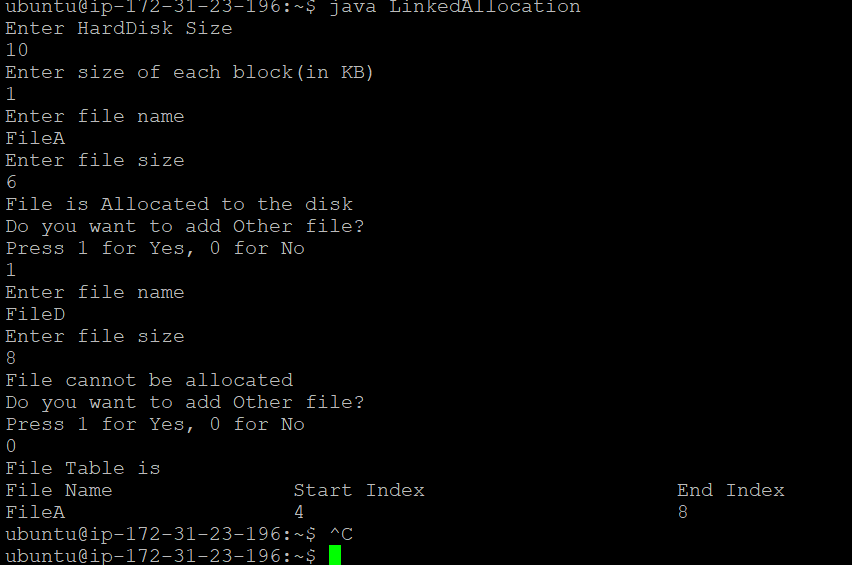 ubuntu@ip-172-31-23-196:~$ java LinkedAllocation
Enter HardDisk Size
10
Enter size of each block(in KB)
1
Enter file name
FileA
Enter file size
6
File is Allocated to the disk
Do you want to add Other file?
Press 1 for Yes, 0 for No
1
Enter file name
FileD
Enter file size
8
File cannot be allocated
Do you want to add Other file?
Press 1 for Yes, 0 for No
0
File Table is
File Name Start Index End Index
FileA 4 8
ubuntu@ip-172-31-23-196:~$ ^C
ubuntu@ip-172-31-23-196:~$